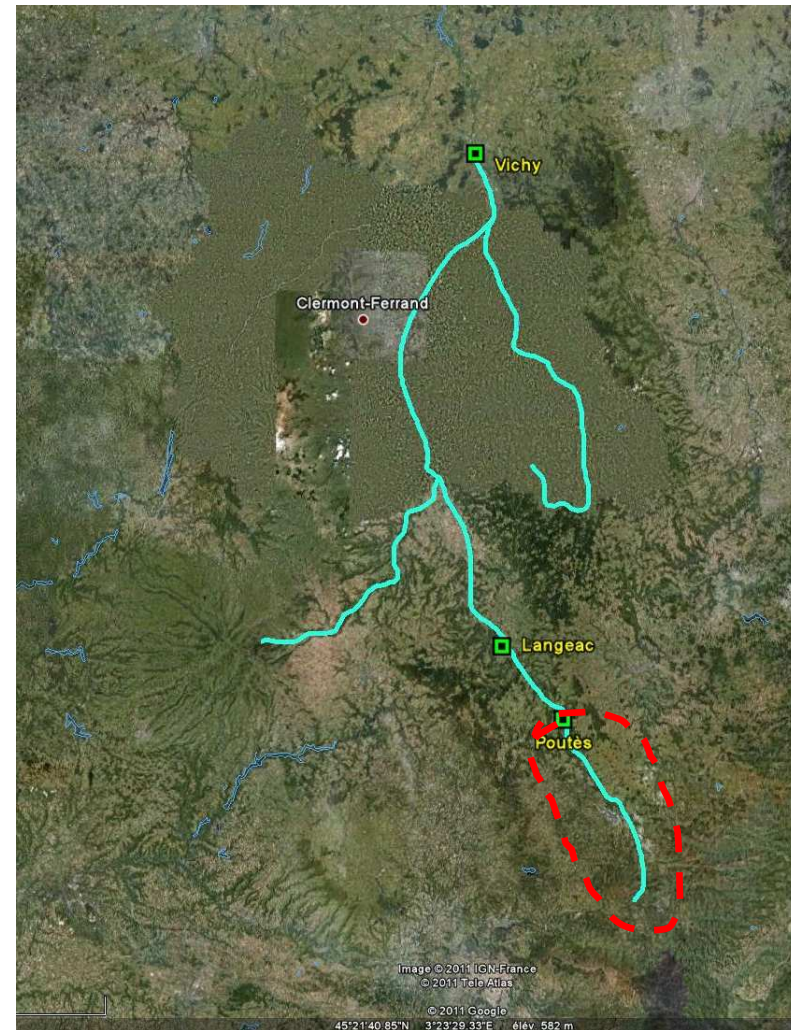 Vichy
Clermont-Ferrand
Langeac
Poutès
Image © 2011 IGN-France
© 2011 Tele Atlas
© 2011 Google
45°21'40.85"N 3°23'29.33"E élév. 582 m